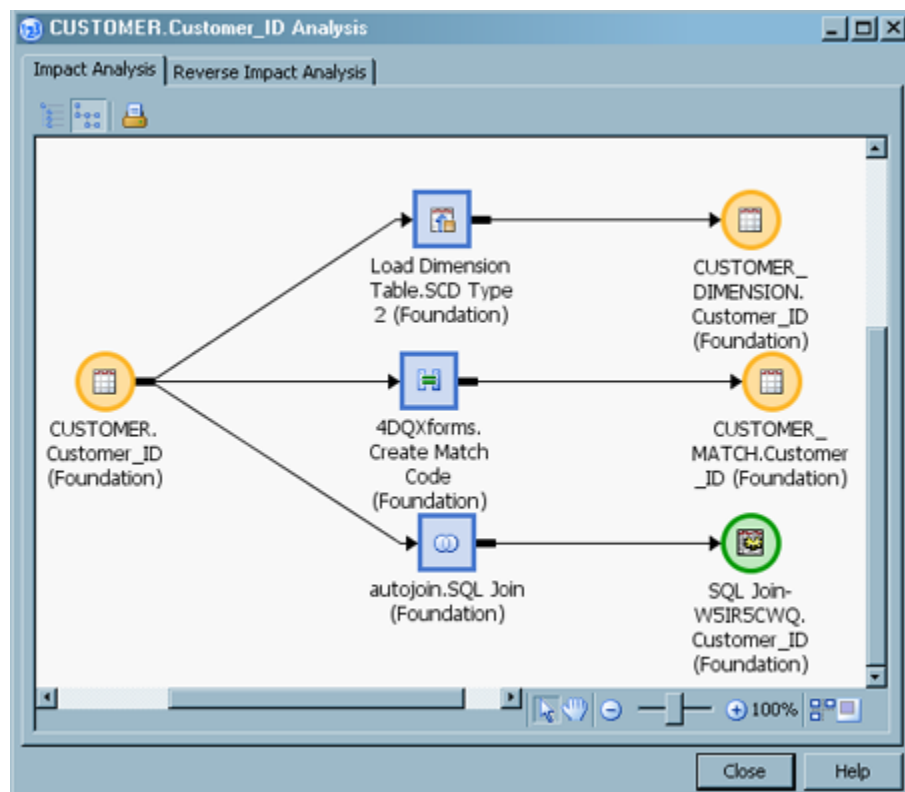 CUSTOMER.Customer_ID Analysis
Impact Analysis
Reverse Impact Analysis
Load Dimension
Table.SCD Type
2 (Foundation)
CUSTOMER_
DIMENSION.
Customer_ID
(Foundation)
CUSTOMER.
Customer_ID
(Foundation)
4DQXforms.
Create Match
Code
(Foundation)
CUSTOMER_
MATCH.Customer
_ID (Foundation)
autojoin.SQL Join
(Foundation)
SQL Join-
W5IR5CWQ.
Customer_ID
(Foundation)
100%
Close
Help